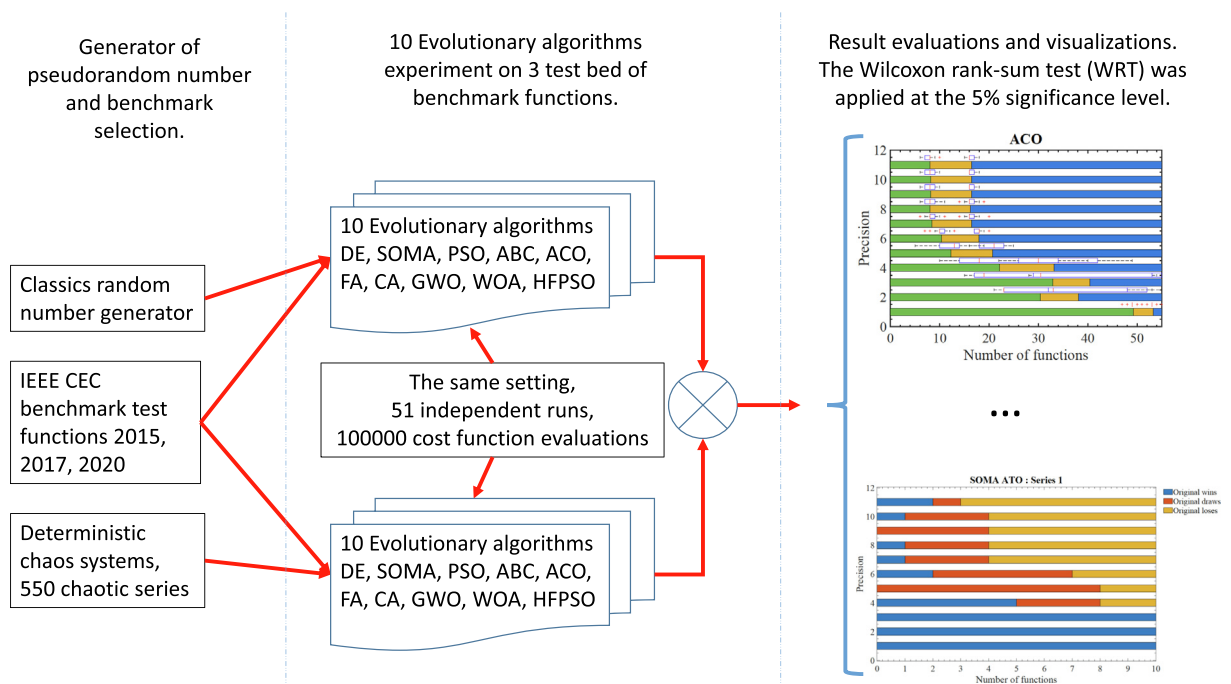 Generator of
pseudorandom number
and benchmark
selection.
10 Evolutionary algorithms
experiment on 3 test bed of
benchmark functions.
Result evaluations and visualizations.
The Wilcoxon rank-sum test (WRT) was
applied at the 5% significance level.
Classics random
number generator
IEEE CEC
benchmark test
functions 2015,
2017, 2020
Deterministic
chaos systems,
550 chaotic series
10 Evolutionary algorithms
DE, SOMA, PSO, ABC, ACO,
FA, CA, GWO, WOA, HFPSO
The same setting,
51 independent runs,
100000 cost function evaluations
10 Evolutionary algorithms
DE, SOMA, PSO, ABC, ACO,
FA, CA, GWO, WOA, HFPSO
ACO
12
10
8
6
4
2
0
Precision
0 10 20 30 40 50
Number of functions
...
SOMA ATO : Series 1
Original wins
Original draws
Original loses
12
10
8
6
4
2
0
Precision
0 1 2 3 4 5 6 7 8 9 10
Number of functions